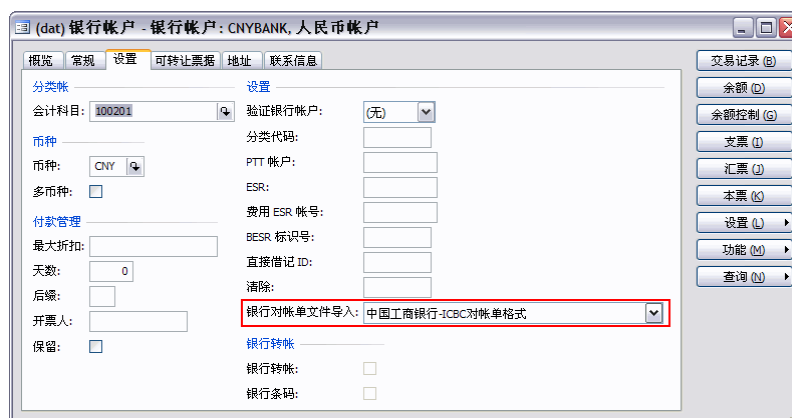 (dat) 银行帐户 - 银行帐户: CNYBANK, 人民币帐户
概览 常规 设置 可转让票据 地址 联系信息
分类帐
会计科目: 100201
币种
币种: CNY
多币种:
付款管理
最大折扣:
天数: 0
后缀:
开票人:
保留:
设置
验证银行帐户: (无)
分类代码:
PTT 帐户:
ESR:
费用 ESR 帐号:
BESR 标识号:
直接借记 ID:
清除:
银行对帐单文件导入: 中国工商银行-ICBC对帐单格式
银行转帐
银行转帐:
银行条码:
交易记录 (B)
余额 (D)
余额控制 (G)
支票 (I)
汇票 (J)
本票 (K)
设置 (L)
功能 (M)
查询 (N)